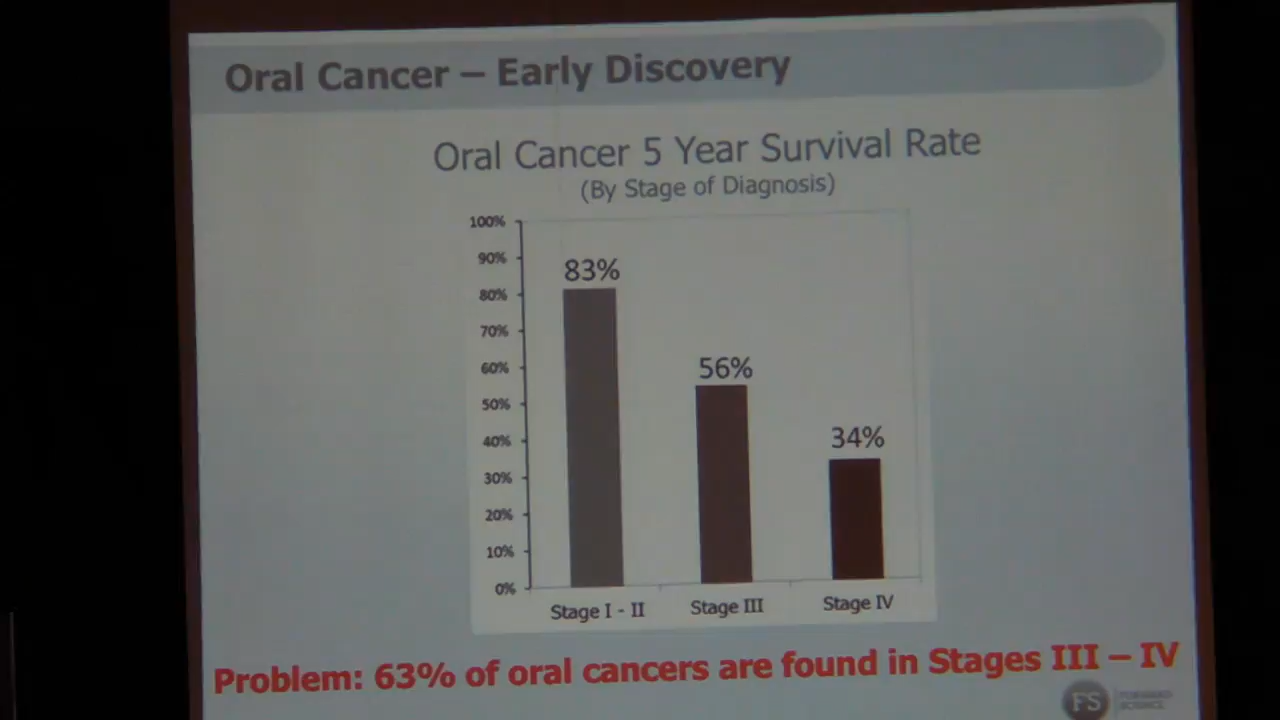 Oral Cancer – Early Discovery
Oral Cancer 5 Year Survival Rate
(By Stage of Diagnosis)
100%
90%
80%
70%
60%
50%
40%
30%
20%
10%
0%
83%
56%
34%
Stage I - II
Stage III
Stage IV
Problem: 63% of oral cancers are found in Stages III – IV
FS
FORWARD
SCIENCE